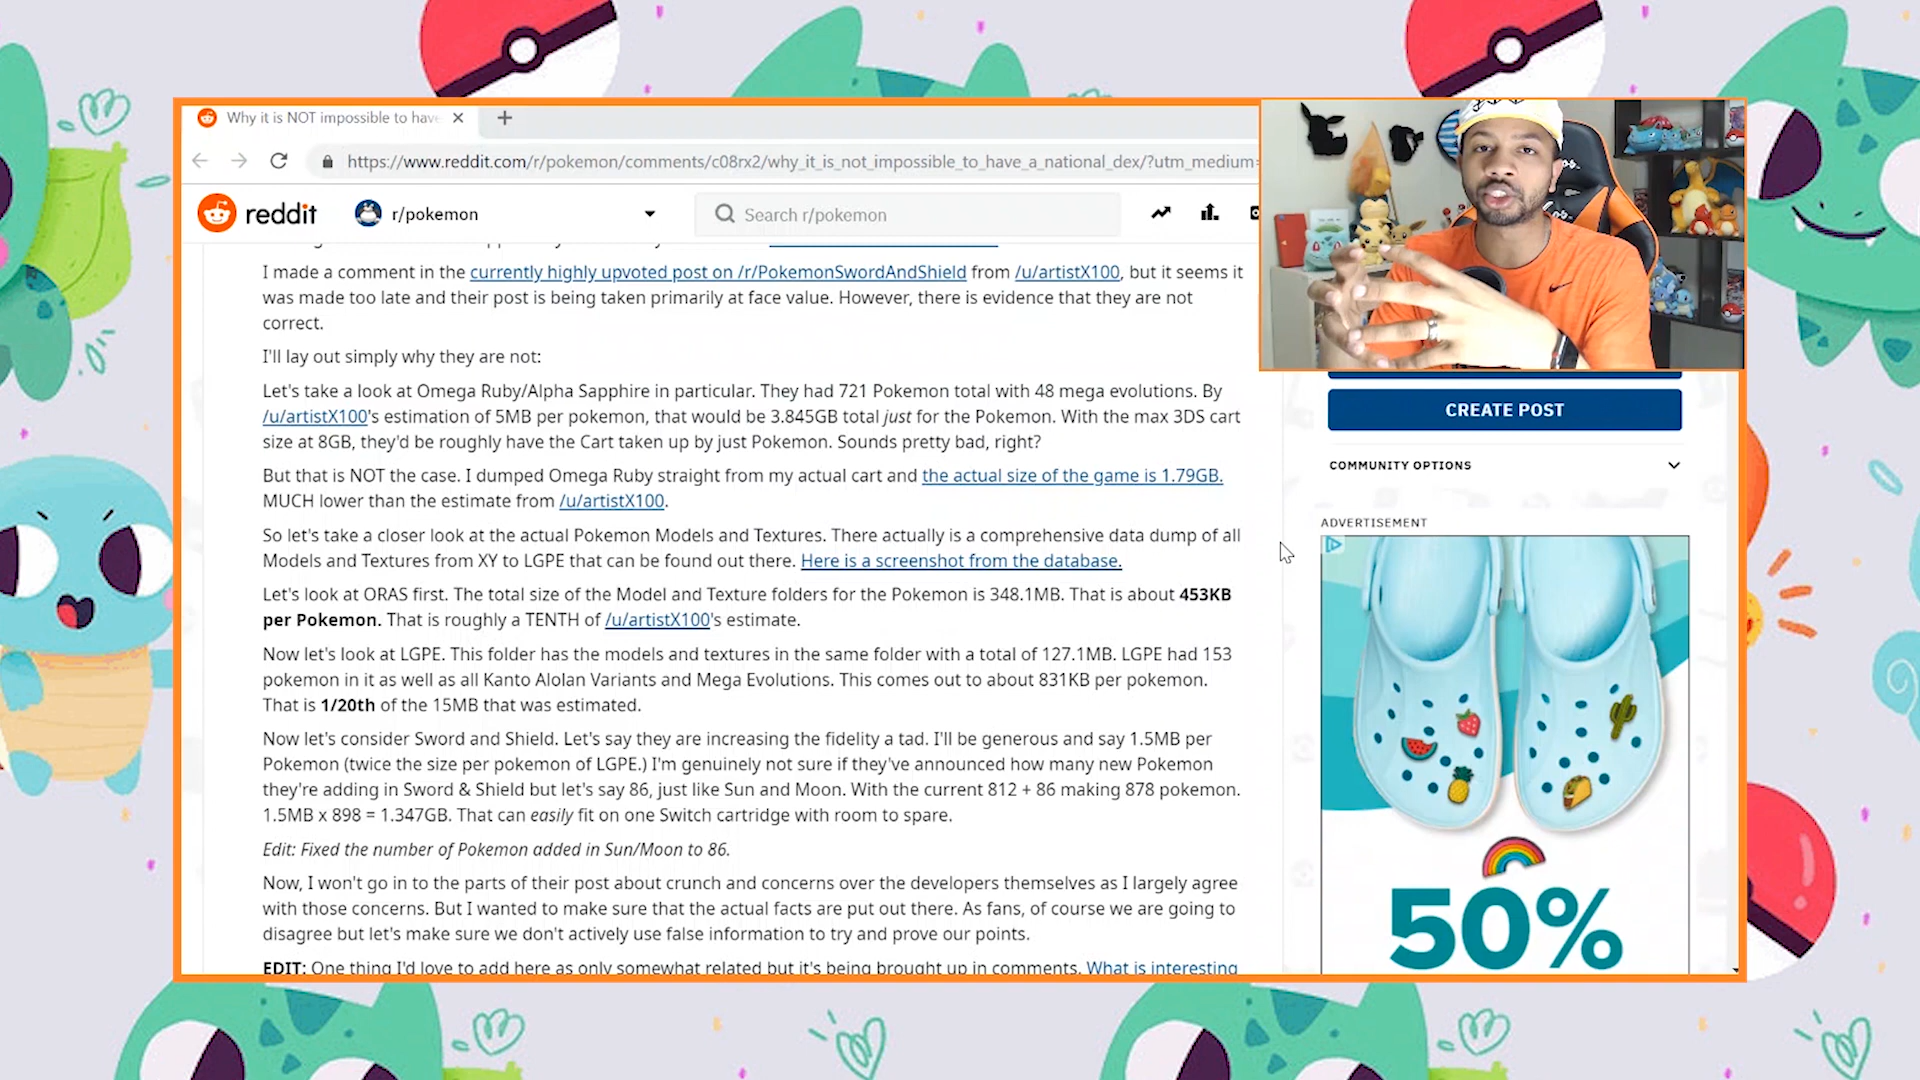 Why it is NOT impossible to have
https://www.reddit.com/r/pokemon/comments/c08rx2/why_it_is_not_impossible_to_have_a_national_dex/?utm_medium=
reddit
r/pokemon
Search r/pokemon
I made a comment in the currently highly upvoted post on /r/PokemonSwordAndShield from /u/artistX100, but it seems it
was made too late and their post is being taken primarily at face value. However, there is evidence that they are not
correct.
I'll lay out simply why they are not:
Let's take a look at Omega Ruby/Alpha Sapphire in particular. They had 721 Pokemon total with 48 mega evolutions. By
/u/artistX100's estimation of 5MB per pokemon, that would be 3.845GB total just for the Pokemon. With the max 3DS cart
size at 8GB, they'd be roughly have the Cart taken up by just Pokemon. Sounds pretty bad, right?
But that is NOT the case. I dumped Omega Ruby straight from my actual cart and the actual size of the game is 1.79GB.
MUCH lower than the estimate from /u/artistX100.
So let's take a closer look at the actual Pokemon Models and Textures. There actually is a comprehensive data dump of all
Models and Textures from XY to LGPE that can be found out there. Here is a screenshot from the database.
Let's look at ORAS first. The total size of the Model and Texture folders for the Pokemon is 348.1MB. That is about 453KB
per Pokemon. That is roughly a TENTH of /u/artistX100's estimate.
Now let's look at LGPE. This folder has the models and textures in the same folder with a total of 127.1MB. LGPE had 153
pokemon in it as well as all Kanto Alolan Variants and Mega Evolutions. This comes out to about 831KB per pokemon.
That is 1/20th of the 15MB that was estimated.
Now let's consider Sword and Shield. Let's say they are increasing the fidelity a tad. I'll be generous and say 1.5MB per
Pokemon (twice the size per pokemon of LGPE.) I'm genuinely not sure if they've announced how many new Pokemon
they're adding in Sword & Shield but let's say 86, just like Sun and Moon. With the current 812 + 86 making 878 pokemon.
1.5MB x 898 = 1.347GB. That can easily fit on one Switch cartridge with room to spare.
Edit: Fixed the number of Pokemon added in Sun/Moon to 86.
Now, I won't go in to the parts of their post about crunch and concerns over the developers themselves as I largely agree
with those concerns. But I wanted to make sure that the actual facts are put out there. As fans, of course we are going to
disagree but let's make sure we don't actively use false information to try and prove our points.
EDIT: One thing I'd love to add here as only somewhat related but it's being brought up in comments. What is interesting
CREATE POST
COMMUNITY OPTIONS
ADVERTISEMENT
50%